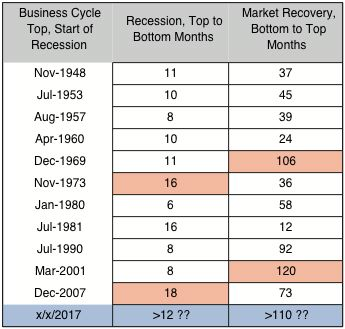 Business Cycle
Top, Start of
Recession
Recession, Top to
Bottom Months
Market Recovery,
Bottom to Top
Months
Nov-1948 11 37
Jul-1953 10 45
Aug-1957 8 39
Apr-1960 10 24
Dec-1969 11 106
Nov-1973 16 36
Jan-1980 6 58
Jul-1981 16 12
Jul-1990 8 92
Mar-2001 8 120
Dec-2007 18 73
x/x/2017 >12 ?? >110 ??